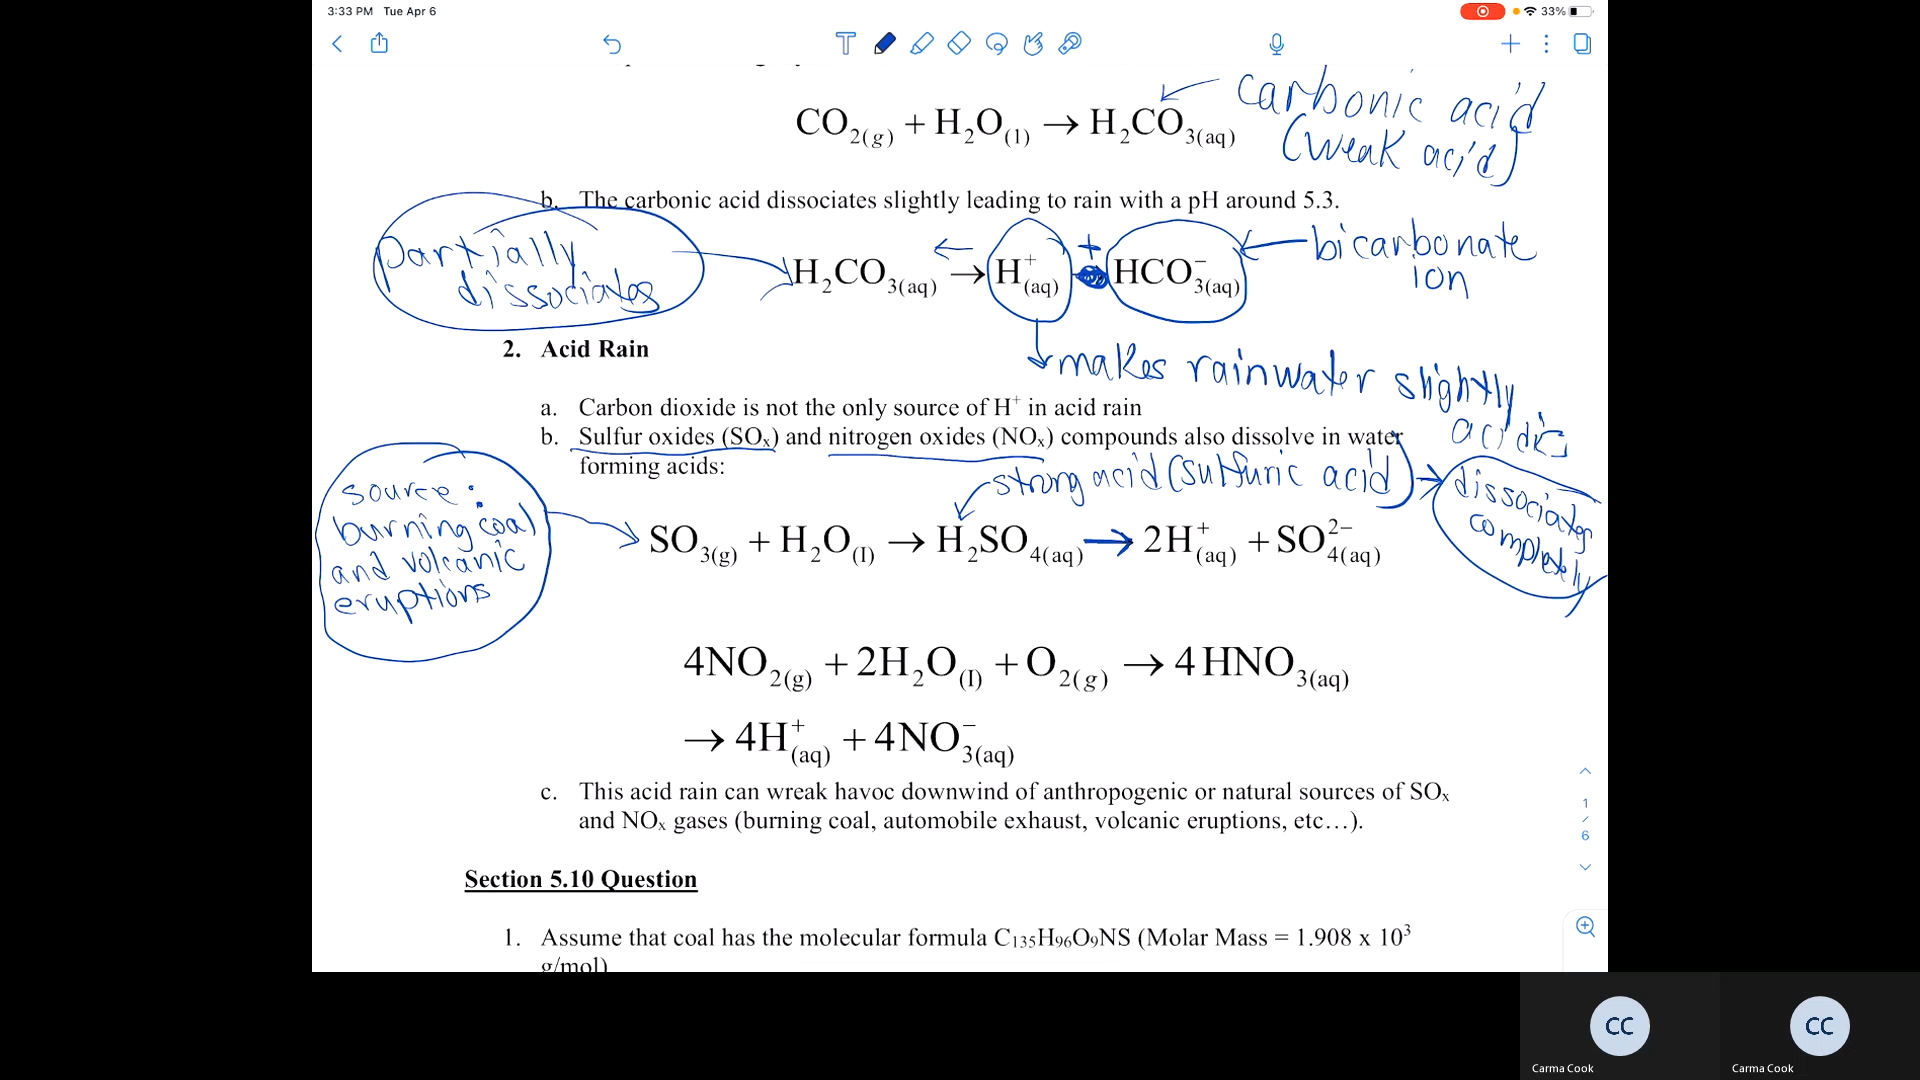 3:33 PM Tue Apr 6
33%
CO₂(g) + H₂O(l) → H₂CO₃(aq)
carbonic acid
(weak acid)
b. The carbonic acid dissociates slightly leading to rain with a pH around 5.3.
partially
dissociates
H₂CO₃(aq) → H⁺(aq) + HCO₃⁻(aq)
bicarbonate
ion
2. Acid Rain
makes rainwater slightly
acidic
a. Carbon dioxide is not the only source of H⁺ in acid rain
b. Sulfur oxides (SOₓ) and nitrogen oxides (NOₓ) compounds also dissolve in water
forming acids:
strong acid (sulfuric acid)
dissociates
completely
source:
burning coal
and volcanic
eruptions
SO₃(g) + H₂O(l) → H₂SO₄(aq) → 2H⁺(aq) + SO₄²⁻(aq)
4NO₂(g) + 2H₂O(l) + O₂(g) → 4HNO₃(aq)
→ 4H⁺(aq) + 4NO₃⁻(aq)
c. This acid rain can wreak havoc downwind of anthropogenic or natural sources of SOₓ
and NOₓ gases (burning coal, automobile exhaust, volcanic eruptions, etc…).
1
/
6
Section 5.10 Question
1. Assume that coal has the molecular formula C₁₃₅H₉₆O₉NS (Molar Mass = 1.908 x 10³
g/mol)
CC
CC
Carma Cook
Carma Cook